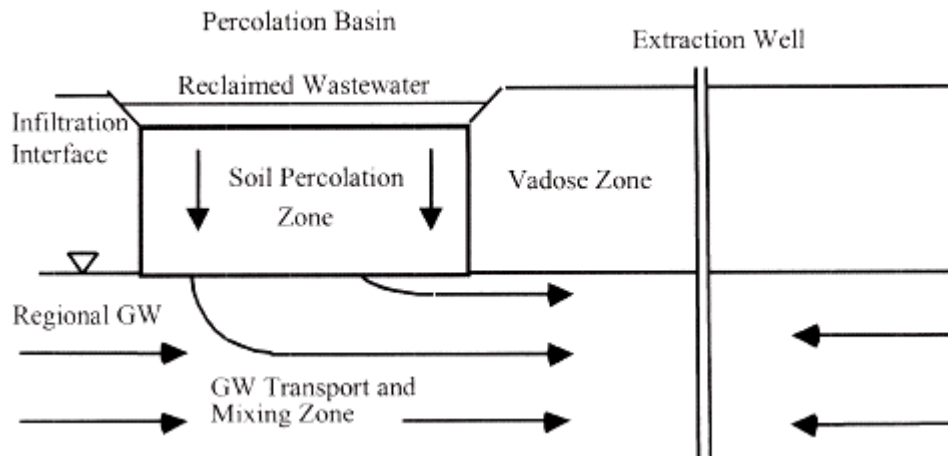 Percolation Basin
Extraction Well
Reclaimed Wastewater
Infiltration
Interface
Soil Percolation
Zone
Vadose Zone
Regional GW
GW Transport and
Mixing Zone